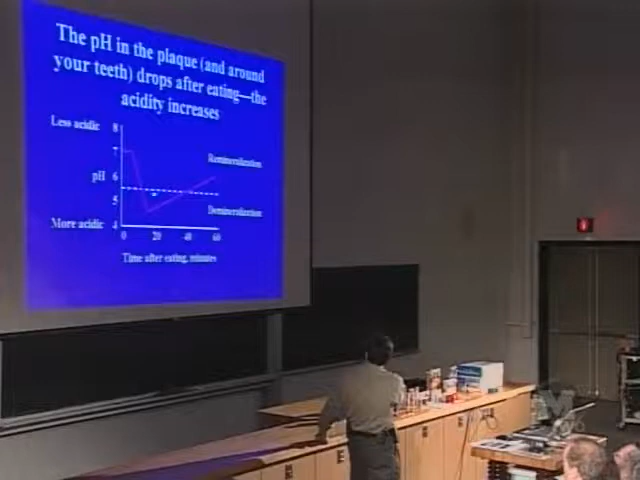 The pH in the plaque (and around
your teeth) drops after eating—the
acidity increases
Less acidic
8
7
Remineralization
pH
6
5
Demineralization
More acidic
4
0
20
40
60
Time after eating, minutes